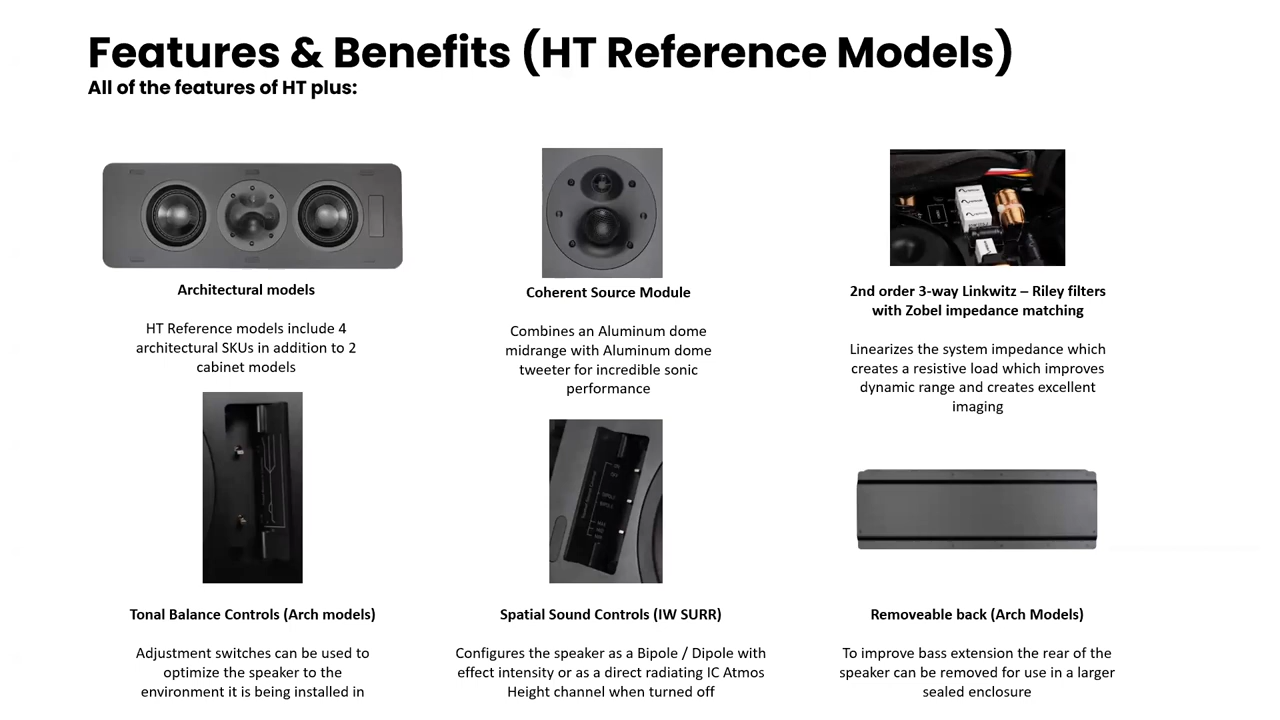 Features & Benefits (HT Reference Models)
All of the features of HT plus:
Architectural models
HT Reference models include 4
architectural SKUs in addition to 2
cabinet models
Coherent Source Module
Combines an Aluminum dome
midrange with Aluminum dome
tweeter for incredible sonic
performance
2nd order 3-way Linkwitz – Riley filters
with Zobel impedance matching
Linearizes the system impedance which
creates a resistive load which improves
dynamic range and creates excellent
imaging
Tonal Balance Controls (Arch models)
Adjustment switches can be used to
optimize the speaker to the
environment it is being installed in
Spatial Sound Controls (IW SURR)
Configures the speaker as a Bipole / Dipole with
effect intensity or as a direct radiating IC Atmos
Height channel when turned off
Removeable back (Arch Models)
To improve bass extension the rear of the
speaker can be removed for use in a larger
sealed enclosure